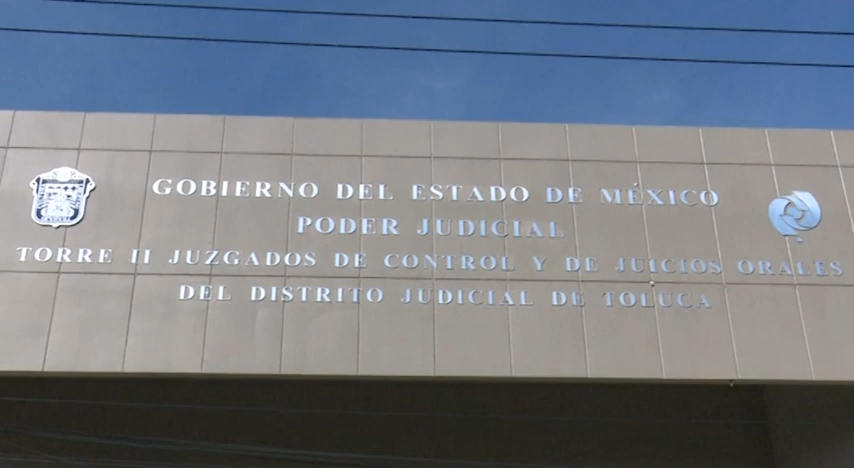 GOBIERNO DEL ESTADO DE MÉXICO
PODER JUDICIAL
TORRE II JUZGADOS DE CONTROL Y DE JUICIOS ORALES
DEL DISTRITO JUDICIAL DE TOLUCA